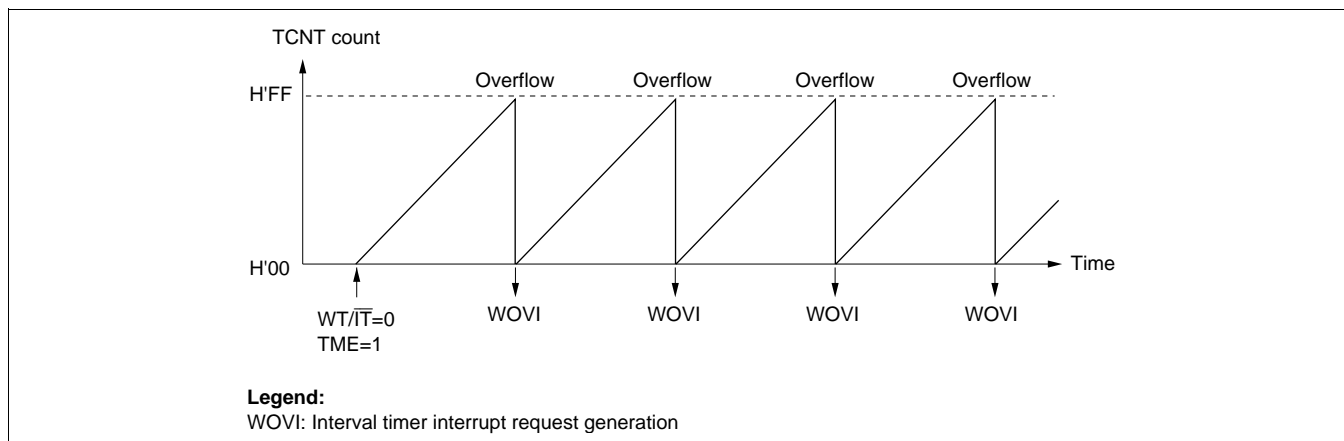 TCNT count
Overflow Overflow Overflow Overflow
H'FF
H'00
Time
WT/I̅T̅=0
TME=1
WOVI WOVI WOVI WOVI
Legend:
WOVI: Interval timer interrupt request generation